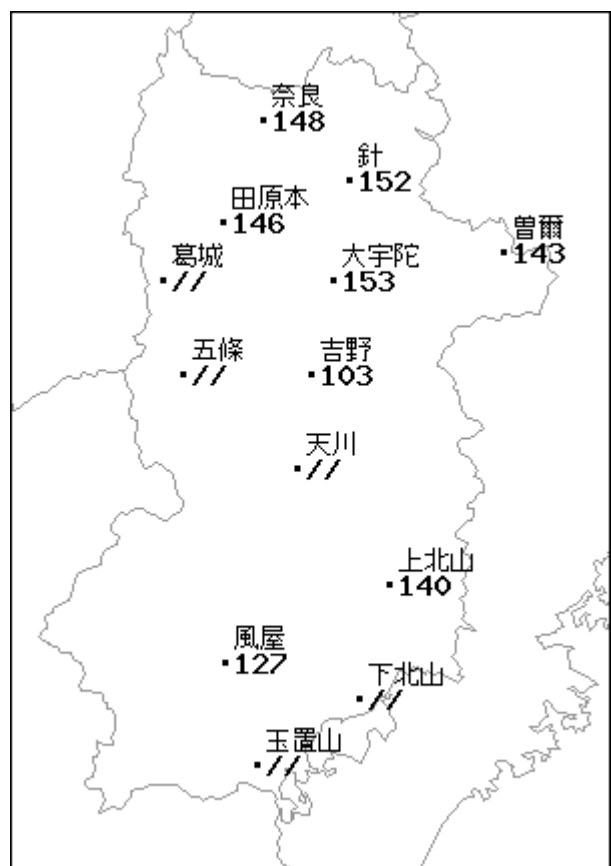 奈良
148
針
152
田原本
146
曽爾
143
葛城
//
大宇陀
153
五條
//
吉野
103
天川
//
上北山
140
風屋
127
下北山
//
玉置山
//